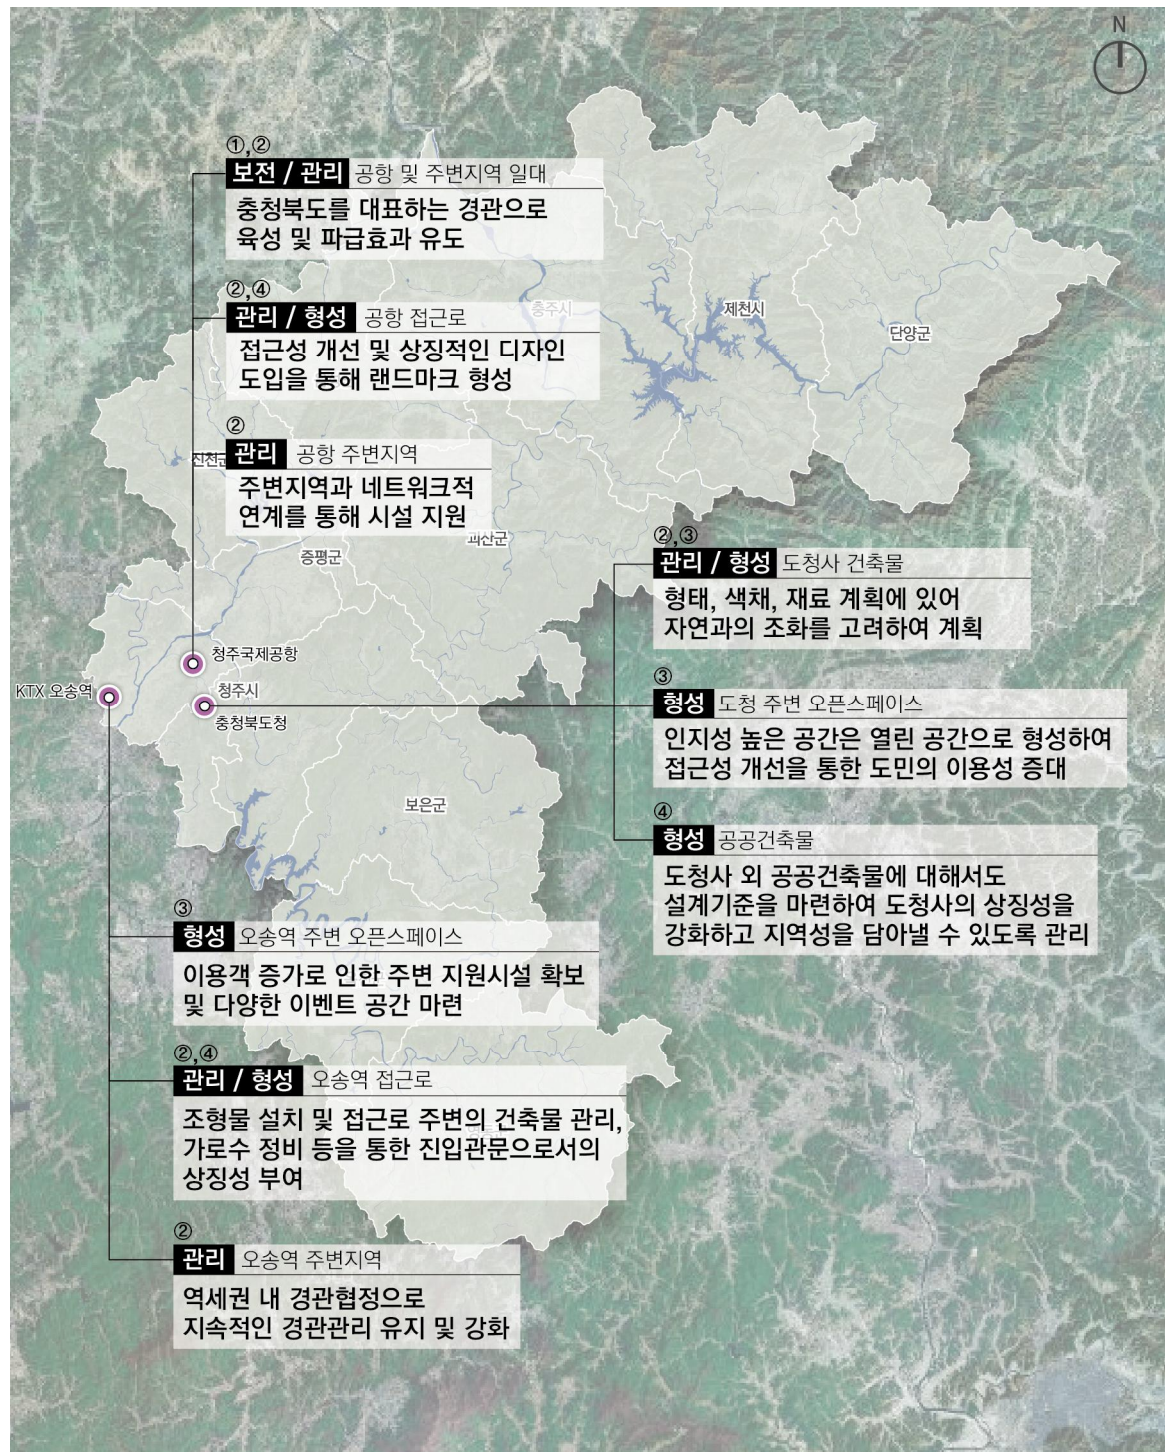 N
①,②
보전 / 관리 공항 및 주변지역 일대
충청북도를 대표하는 경관으로
육성 및 파급효과 유도
②,④
관리 / 형성 공항 접근로
접근성 개선 및 상징적인 디자인
도입을 통해 랜드마크 형성
②
관리 공항 주변지역
주변지역과 네트워크적
연계를 통해 시설 지원
충주시
제천시
단양군
진천군
괴산군
증평군
②,③
관리 / 형성 도청사 건축물
형태, 색채, 재료 계획에 있어
자연과의 조화를 고려하여 계획
청주국제공항
KTX 오송역
청주시
충청북도청
③
형성 도청 주변 오픈스페이스
인지성 높은 공간은 열린 공간으로 형성하여
접근성 개선을 통한 도민의 이용성 증대
보은군
④
형성 공공건축물
도청사 외 공공건축물에 대해서도
설계기준을 마련하여 도청사의 상징성을
강화하고 지역성을 담아낼 수 있도록 관리
③
형성 오송역 주변 오픈스페이스
이용객 증가로 인한 주변 지원시설 확보
및 다양한 이벤트 공간 마련
②,④
관리 / 형성 오송역 접근로
조형물 설치 및 접근로 주변의 건축물 관리,
가로수 정비 등을 통한 진입관문으로서의
상징성 부여
②
관리 오송역 주변지역
역세권 내 경관협정으로
지속적인 경관관리 유지 및 강화